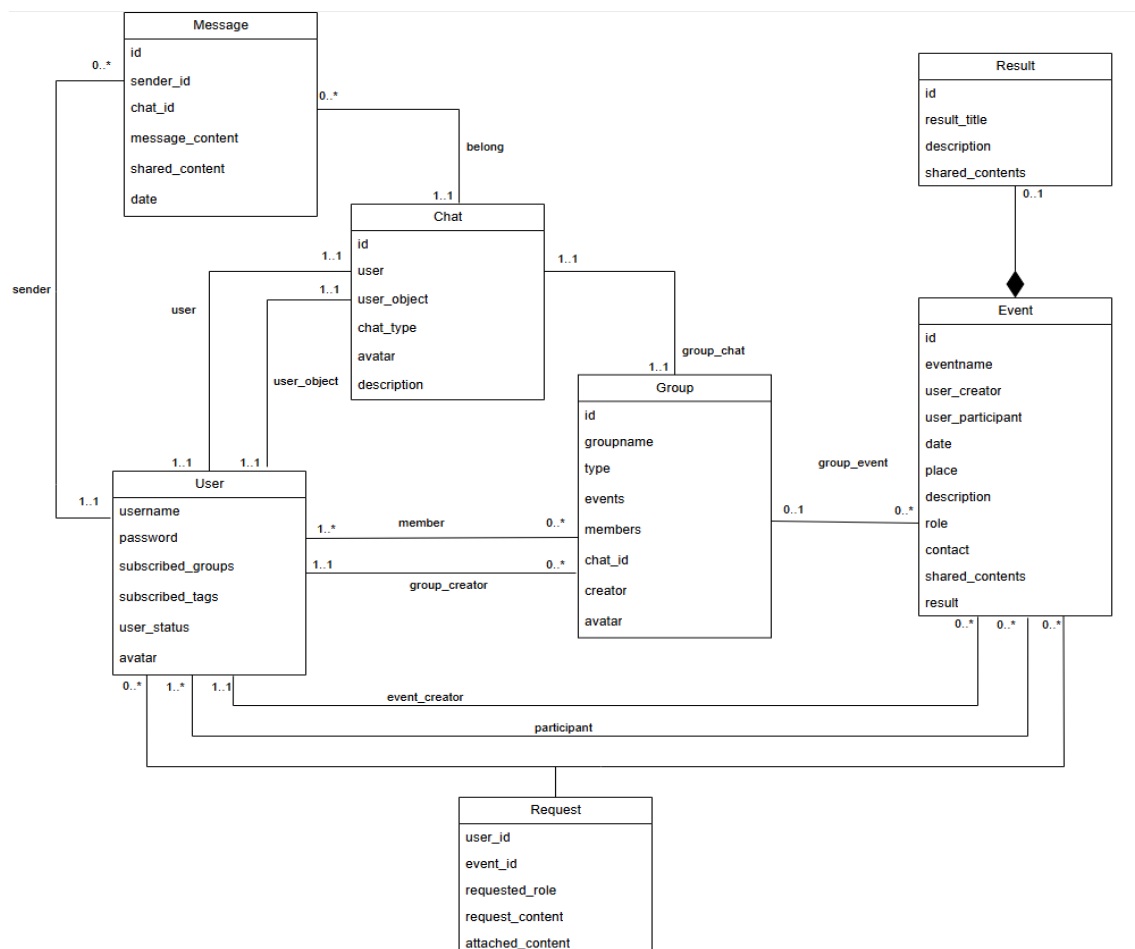 Message
id
sender_id
chat_id
message_content
shared_content
date
0..*
0..*
belong
1..1
sender
1..1
Result
id
result_title
description
shared_contents
0..1
Chat
id
user
user_object
chat_type
avatar
description
1..1
1..1
1..1
user
user_object
group_chat
1..1
1..1
1..1
Group
id
groupname
type
events
members
chat_id
creator
avatar
group_event
0..1
0..*
Event
id
eventname
user_creator
user_participant
date
place
description
role
contact
shared_contents
result
0..*
0..*
0..*
User
username
password
subscribed_groups
subscribed_tags
user_status
avatar
1..*
member
0..*
1..1
group_creator
0..*
0..*
1..*
1..1
event_creator
participant
Request
user_id
event_id
requested_role
request_content
attached_content